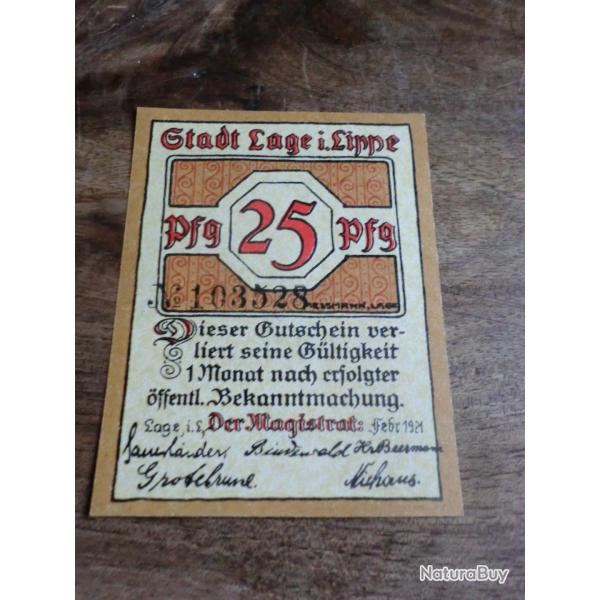 Stadt Lage i. Lippe
Pfg 25 Pfg
№ 103528
Dieser Gutschein ver-
liert seine Gültigkeit
1 Monat nach erfolgter
öffentl. Bekanntmachung.
Lage i. L. Der Magistrat: Febr 1921
HrBeermann
Grotebrune. Niehaus.
NaturaBuy